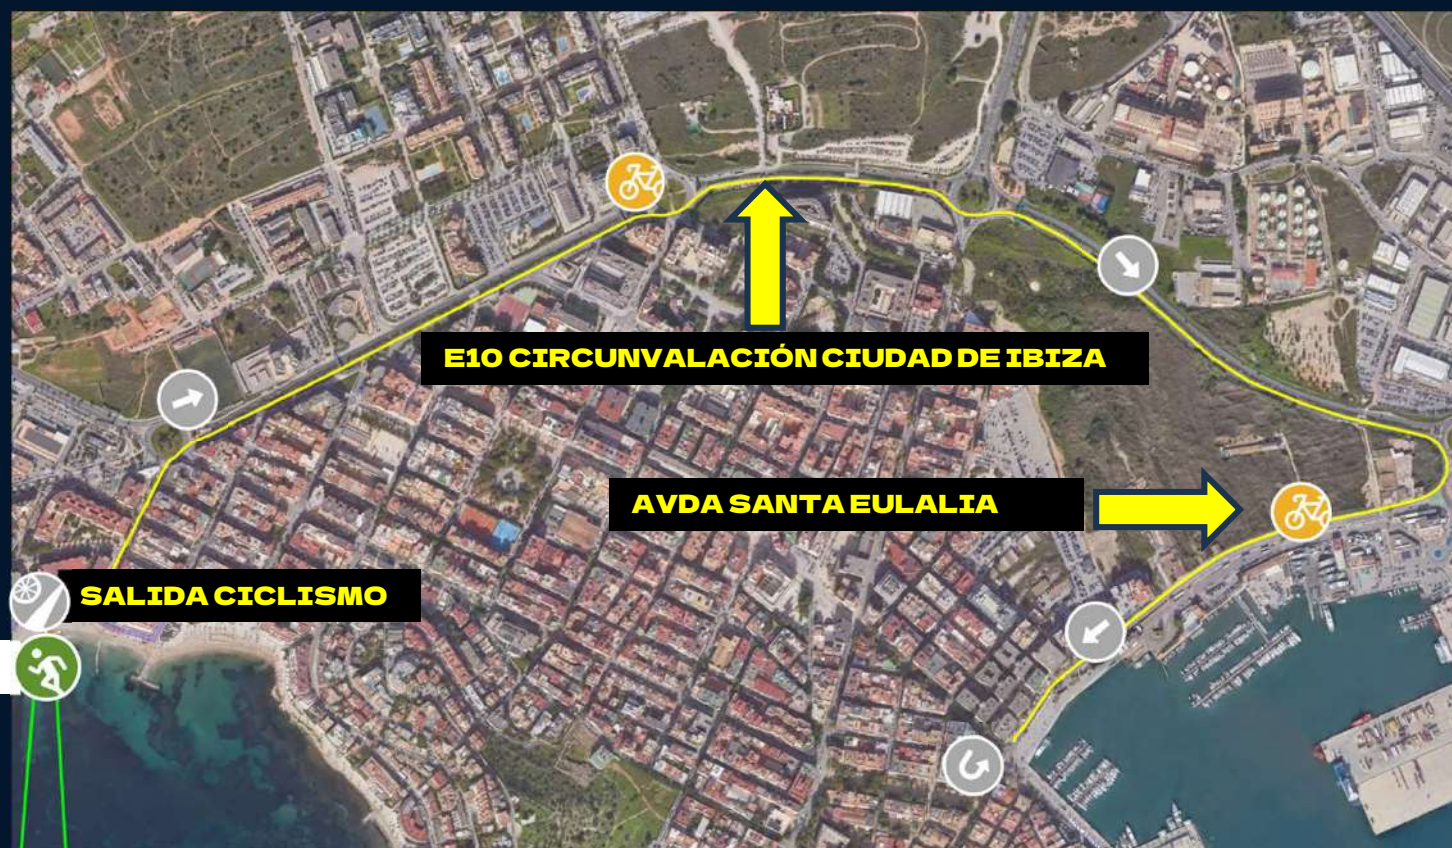 E10 CIRCUNVALACIÓN CIUDAD DE IBIZA
AVDA SANTA EULALIA
SALIDA CICLISMO